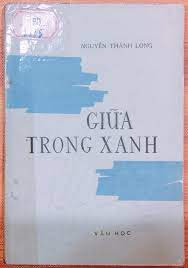 NGUYỄN THÀNH LONG
GIỮA
TRONG XANH
VĂN HỌC